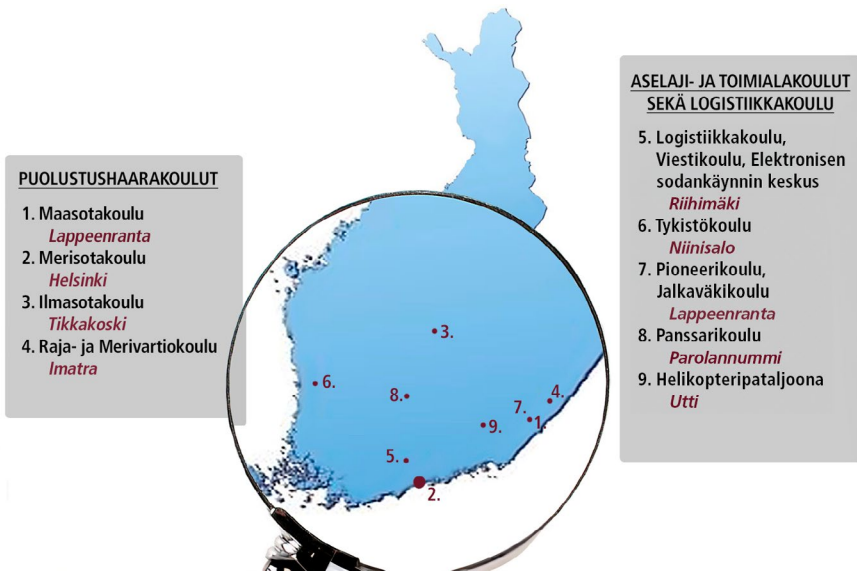 PUOLUSTUSHAARAKOULUT
1. Maasotakoulu
Lappeenranta
2. Merisotakoulu
Helsinki
3. Ilmasotakoulu
Tikkakoski
4. Raja- ja Merivartiokoulu
Imatra
3.
6.
8.
4.
7.
1.
9.
5.
2.
ASELAJI- JA TOIMIALAKOULUT
SEKÄ LOGISTIIKKAKOULU
5. Logistiikkakoulu,
Viestikoulu, Elektronisen
sodankäynnin keskus
Riihimäki
6. Tykistökoulu
Niinisalo
7. Pioneerikoulu,
Jalkaväkikoulu
Lappeenranta
8. Panssarikoulu
Parolannummi
9. Helikopteripataljoona
Utti